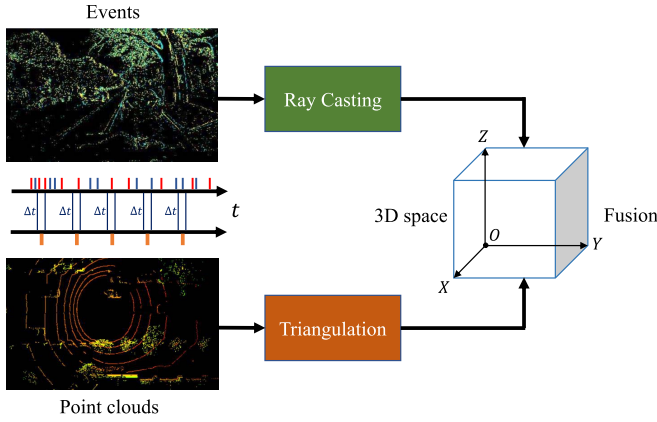 Events
Ray Casting
Z
Δt Δt Δt Δt Δt
t
3D space
O
Fusion
Y
X
Triangulation
Point clouds